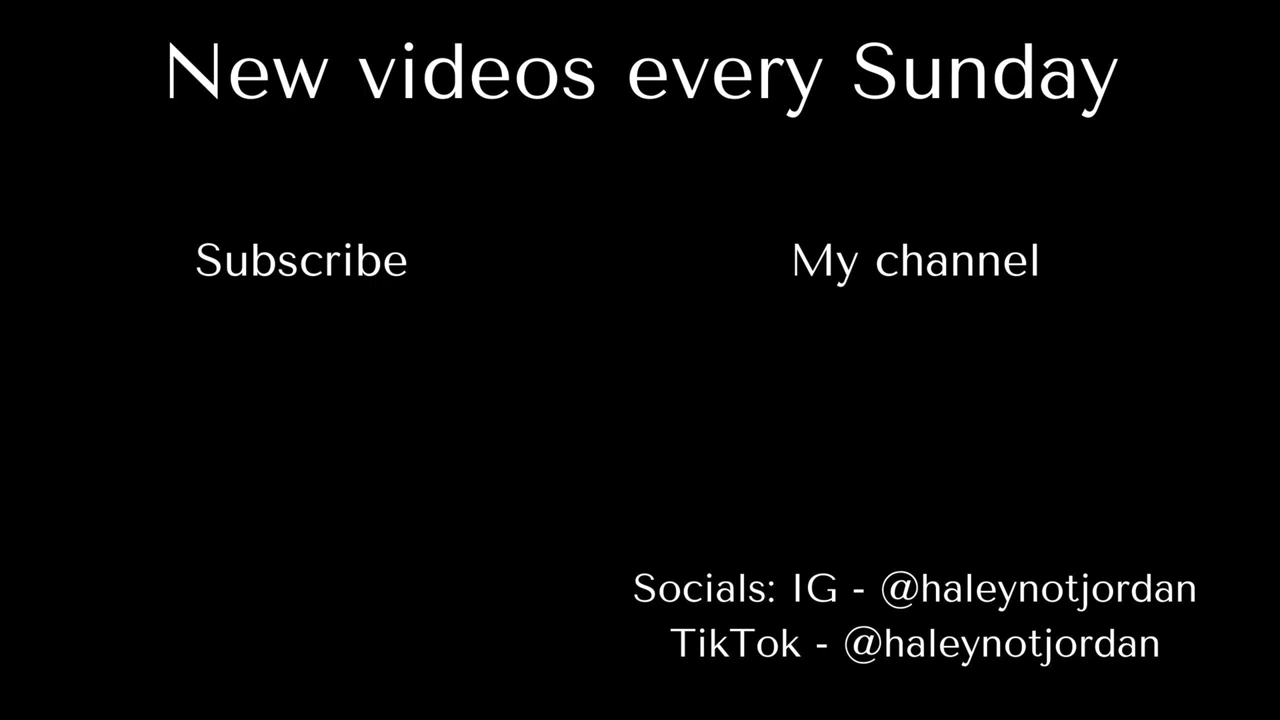 New videos every Sunday
Subscribe
My channel
Socials: IG - @haleynotjordan
TikTok - @haleynotjordan